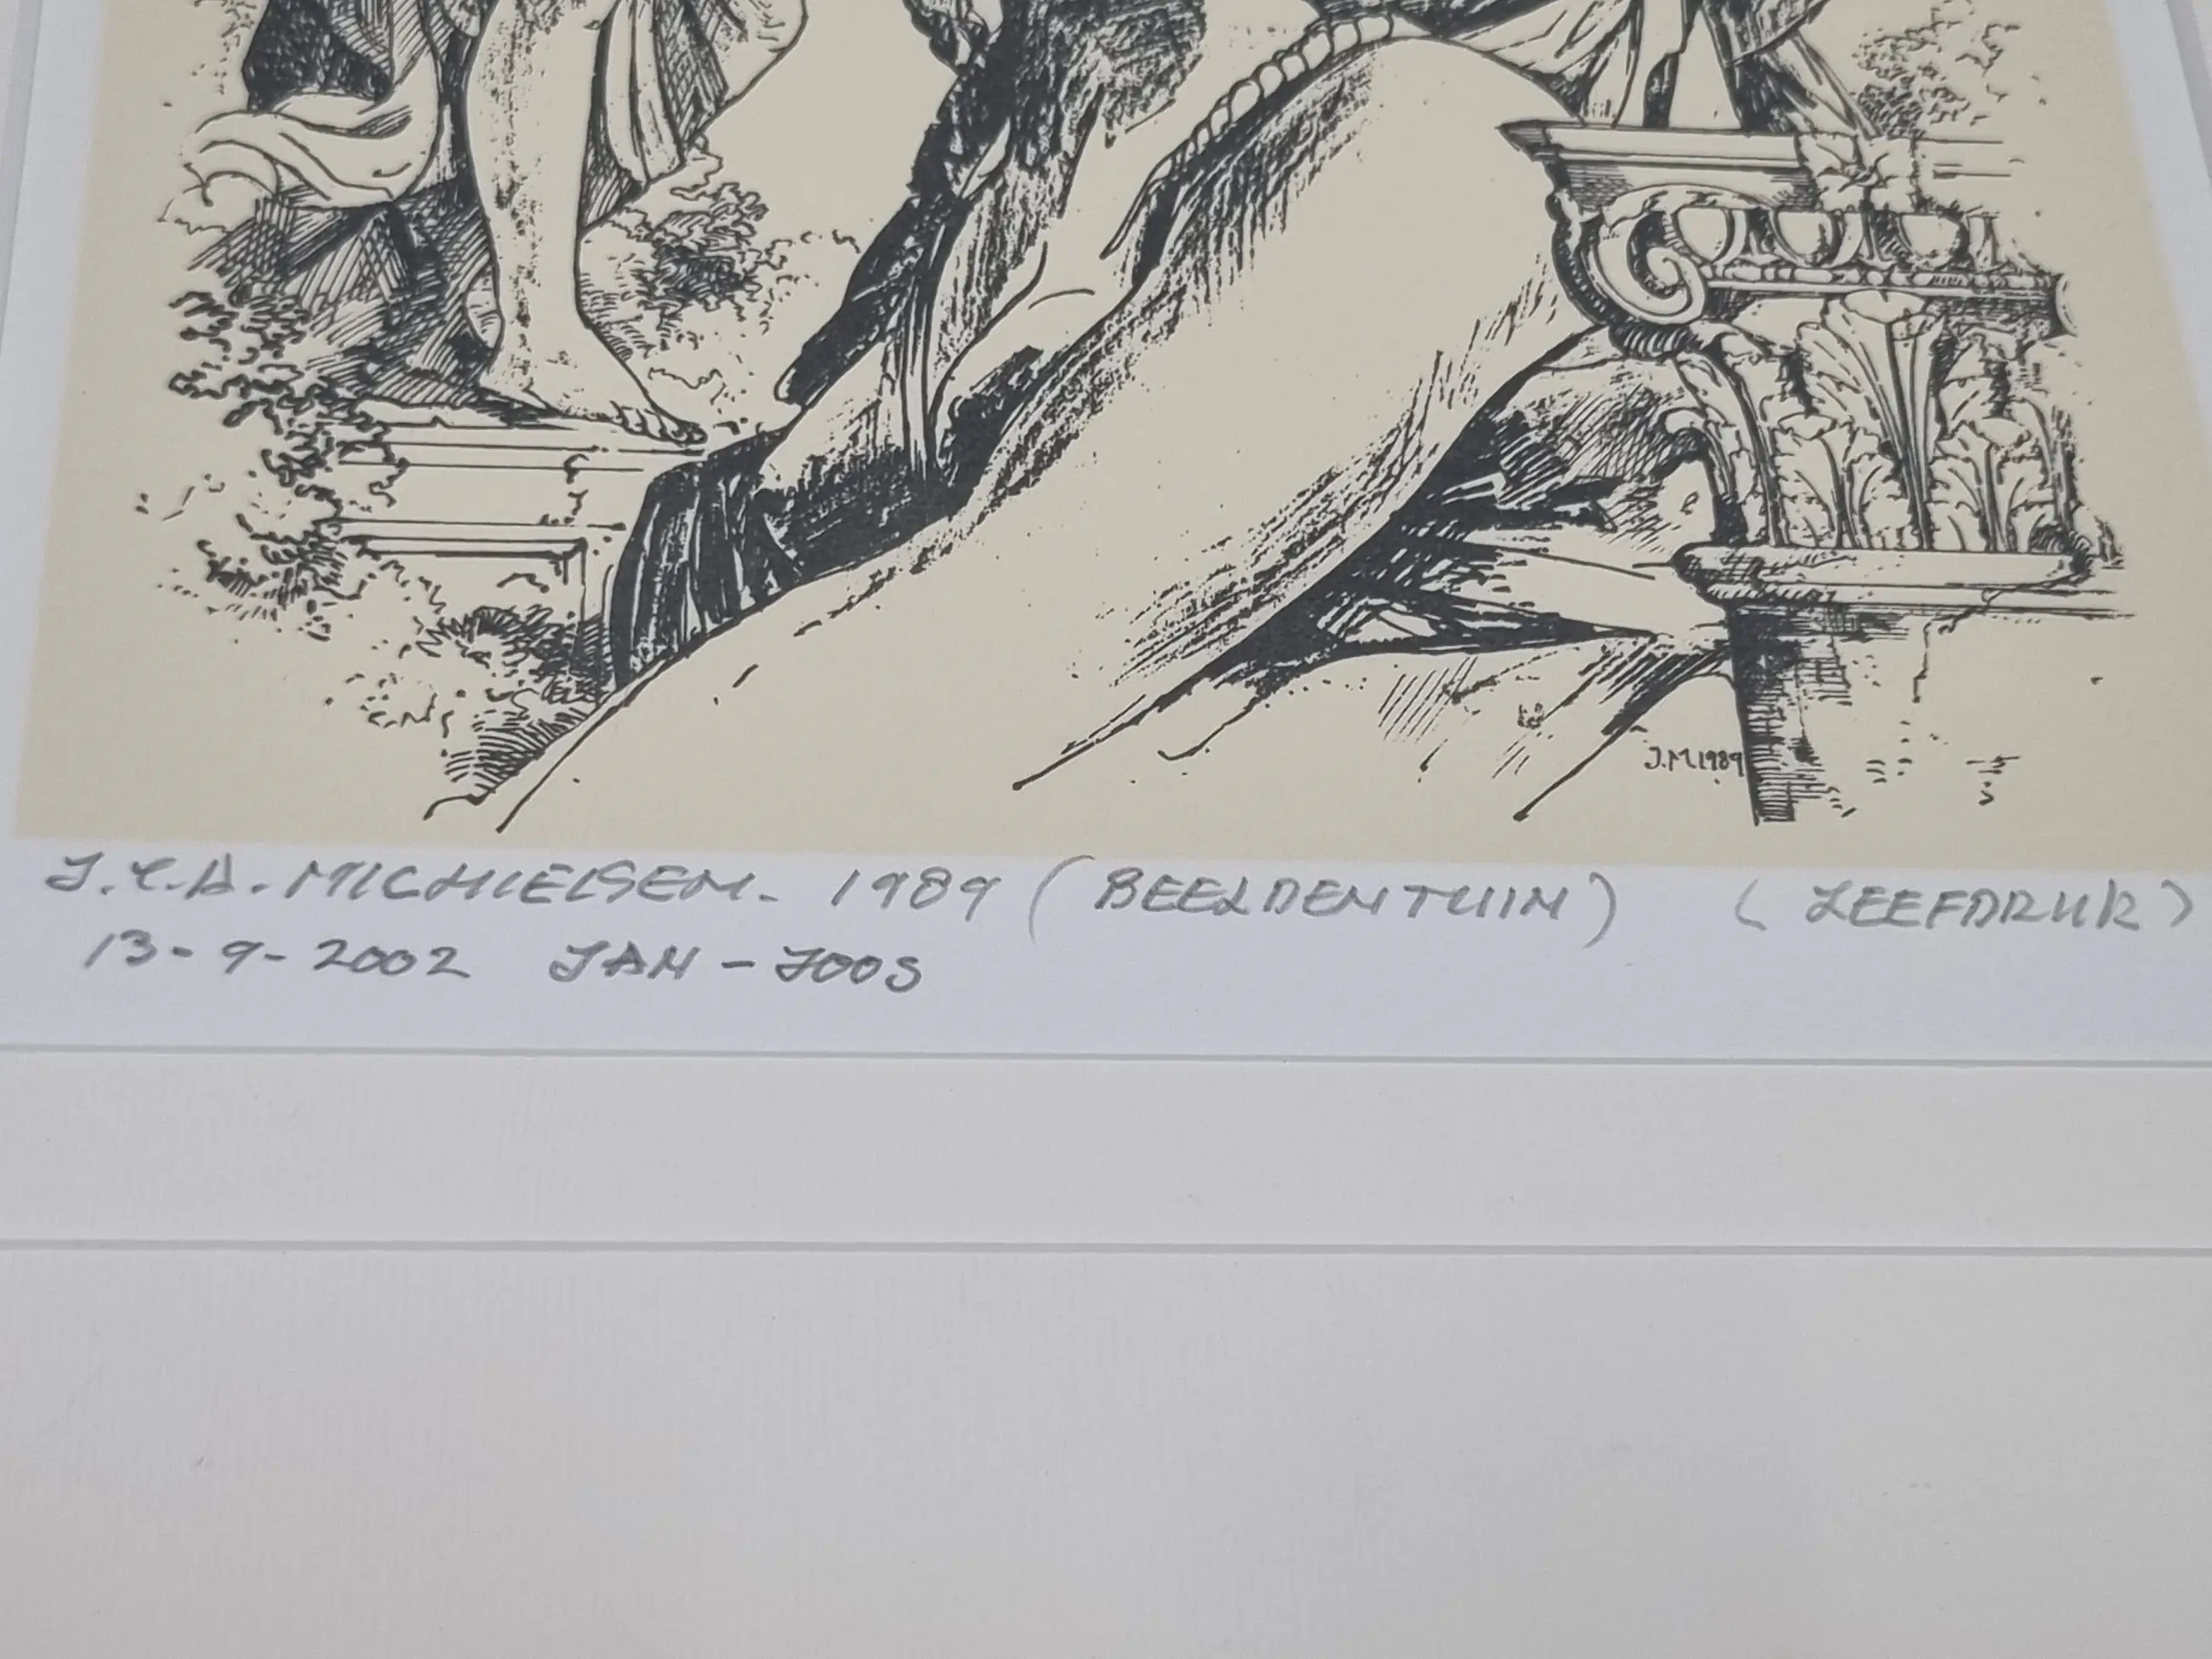 J.M.1989
J.C.A. MICHIELSEN. 1989 (BEELDENTUIN) (ZEEFDRUK)
13-9-2002 JAN-JOOS